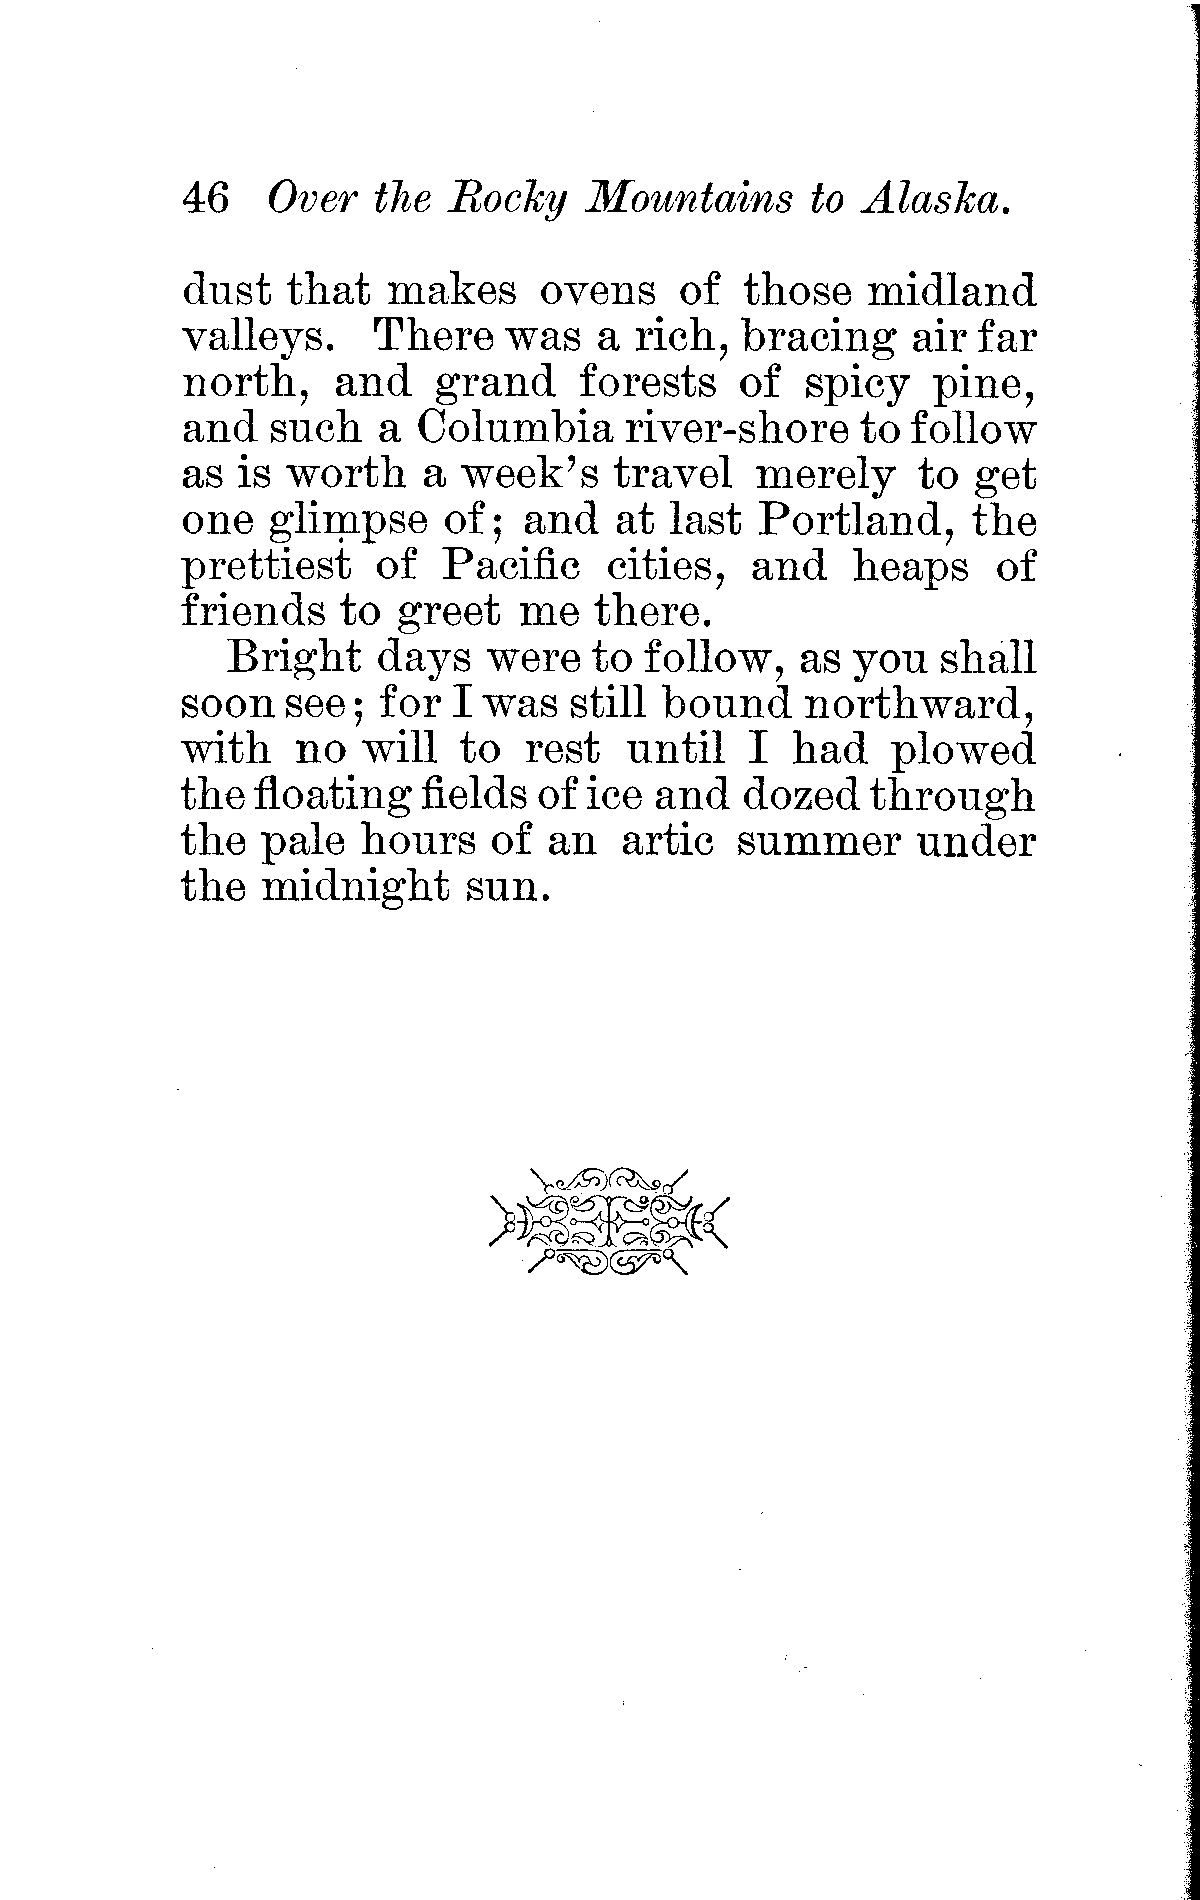 46 Over the Rocky Mountains to Alaska.
dust that makes ovens of those midland
valleys. There was a rich, bracing air far
north, and grand forests of spicy pine,
and such a Columbia river-shore to follow
as is worth a week's travel merely to get
one glimpse of; and at last Portland, the
prettiest of Pacific cities, and heaps of
friends to greet me there.
Bright days were to follow, as you shall
soon see; for I was still bound northward,
with no will to rest until I had plowed
the floating fields of ice and dozed through
the pale hours of an artic summer under
the midnight sun.